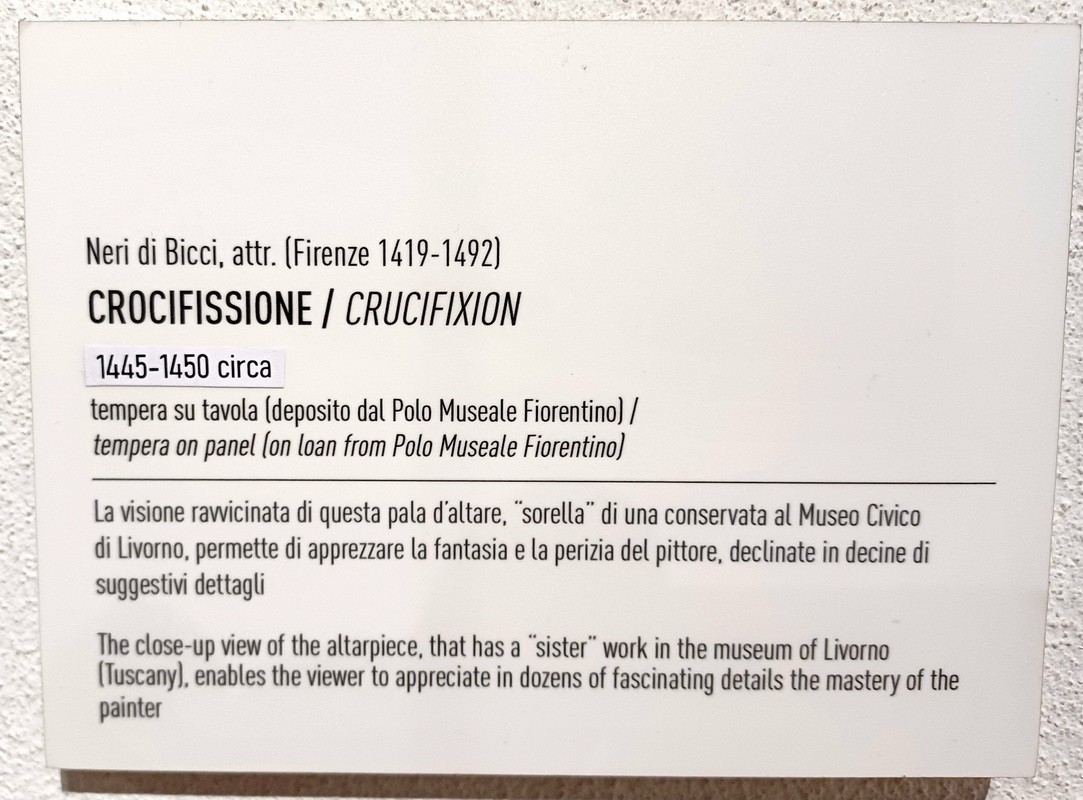 Neri di Bicci, attr. (Firenze 1419-1492)
CROCIFISSIONE / CRUCIFIXION
1445-1450 circa
tempera su tavola (deposito dal Polo Museale Fiorentino) /
tempera on panel (on loan from Polo Museale Fiorentino)
La visione ravvicinata di questa pala d'altare, "sorella" di una conservata al Museo Civico
di Livorno, permette di apprezzare la fantasia e la perizia del pittore, declinate in decine di
suggestivi dettagli
The close-up view of the altarpiece, that has a "sister" work in the museum of Livorno
(Tuscany), enables the viewer to appreciate in dozens of fascinating details the mastery of the
painter